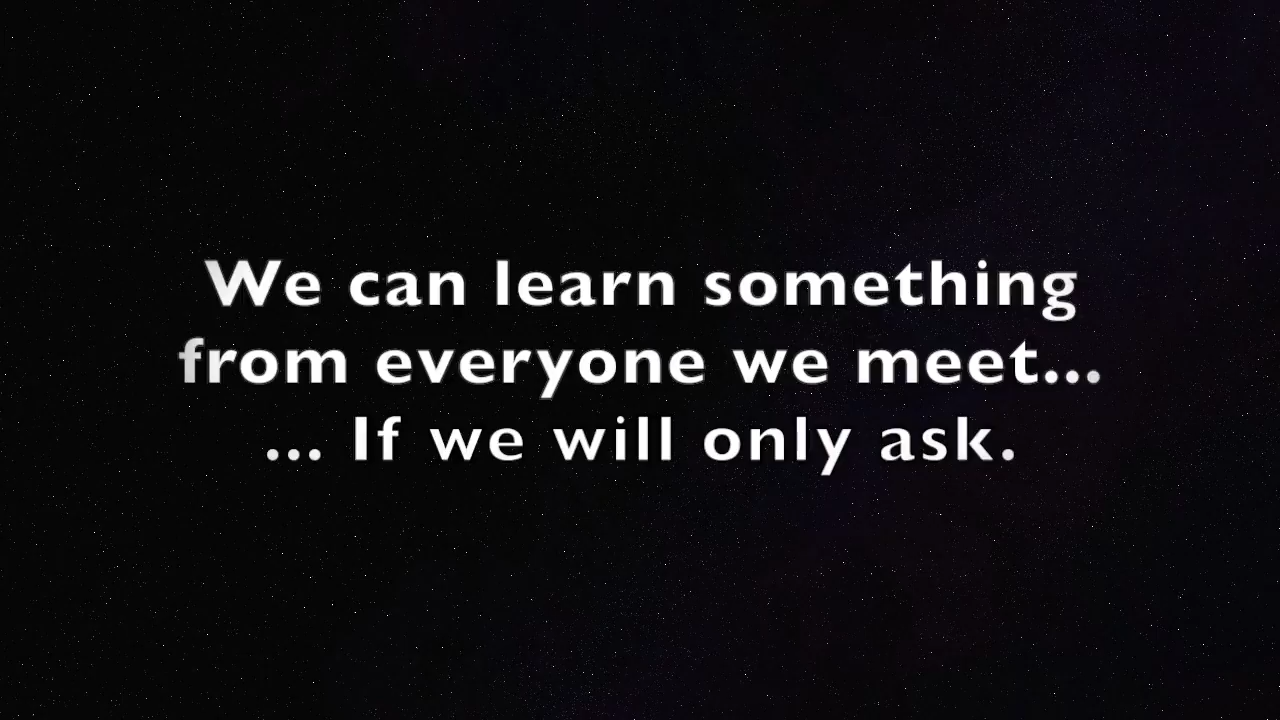 We can learn something
from everyone we meet...
... If we will only ask.